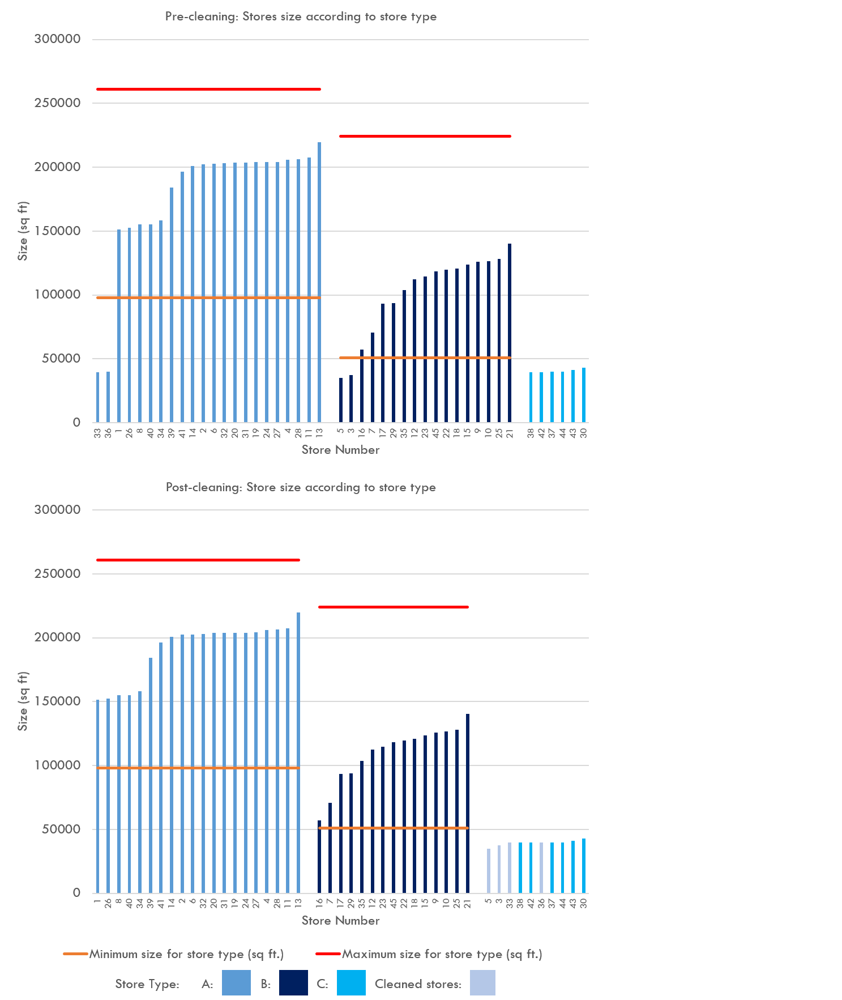 Pre-cleaning: Stores size according to store type
300000
250000
200000
150000
100000
50000
0
Size (sq ft)
33 36 1 26 8 40 34 39 41 14 2 6 32 20 31 19 24 27 4 28 11 13 5 3 16 7 17 29 35 12 23 45 22 18 15 9 10 25 21 38 42 37 44 43 30
Store Number
Post-cleaning: Store size according to store type
300000
250000
200000
150000
100000
50000
0
Size (sq ft)
1 26 8 40 34 39 41 14 2 6 32 20 31 19 24 27 4 28 11 13 16 7 17 29 35 12 23 45 22 18 15 9 10 25 21 5 3 33 38 42 36 37 44 43 30
Store Number
Minimum size for store type (sq ft.) Maximum size for store type (sq ft.)
Store Type: A: B: C: Cleaned stores: